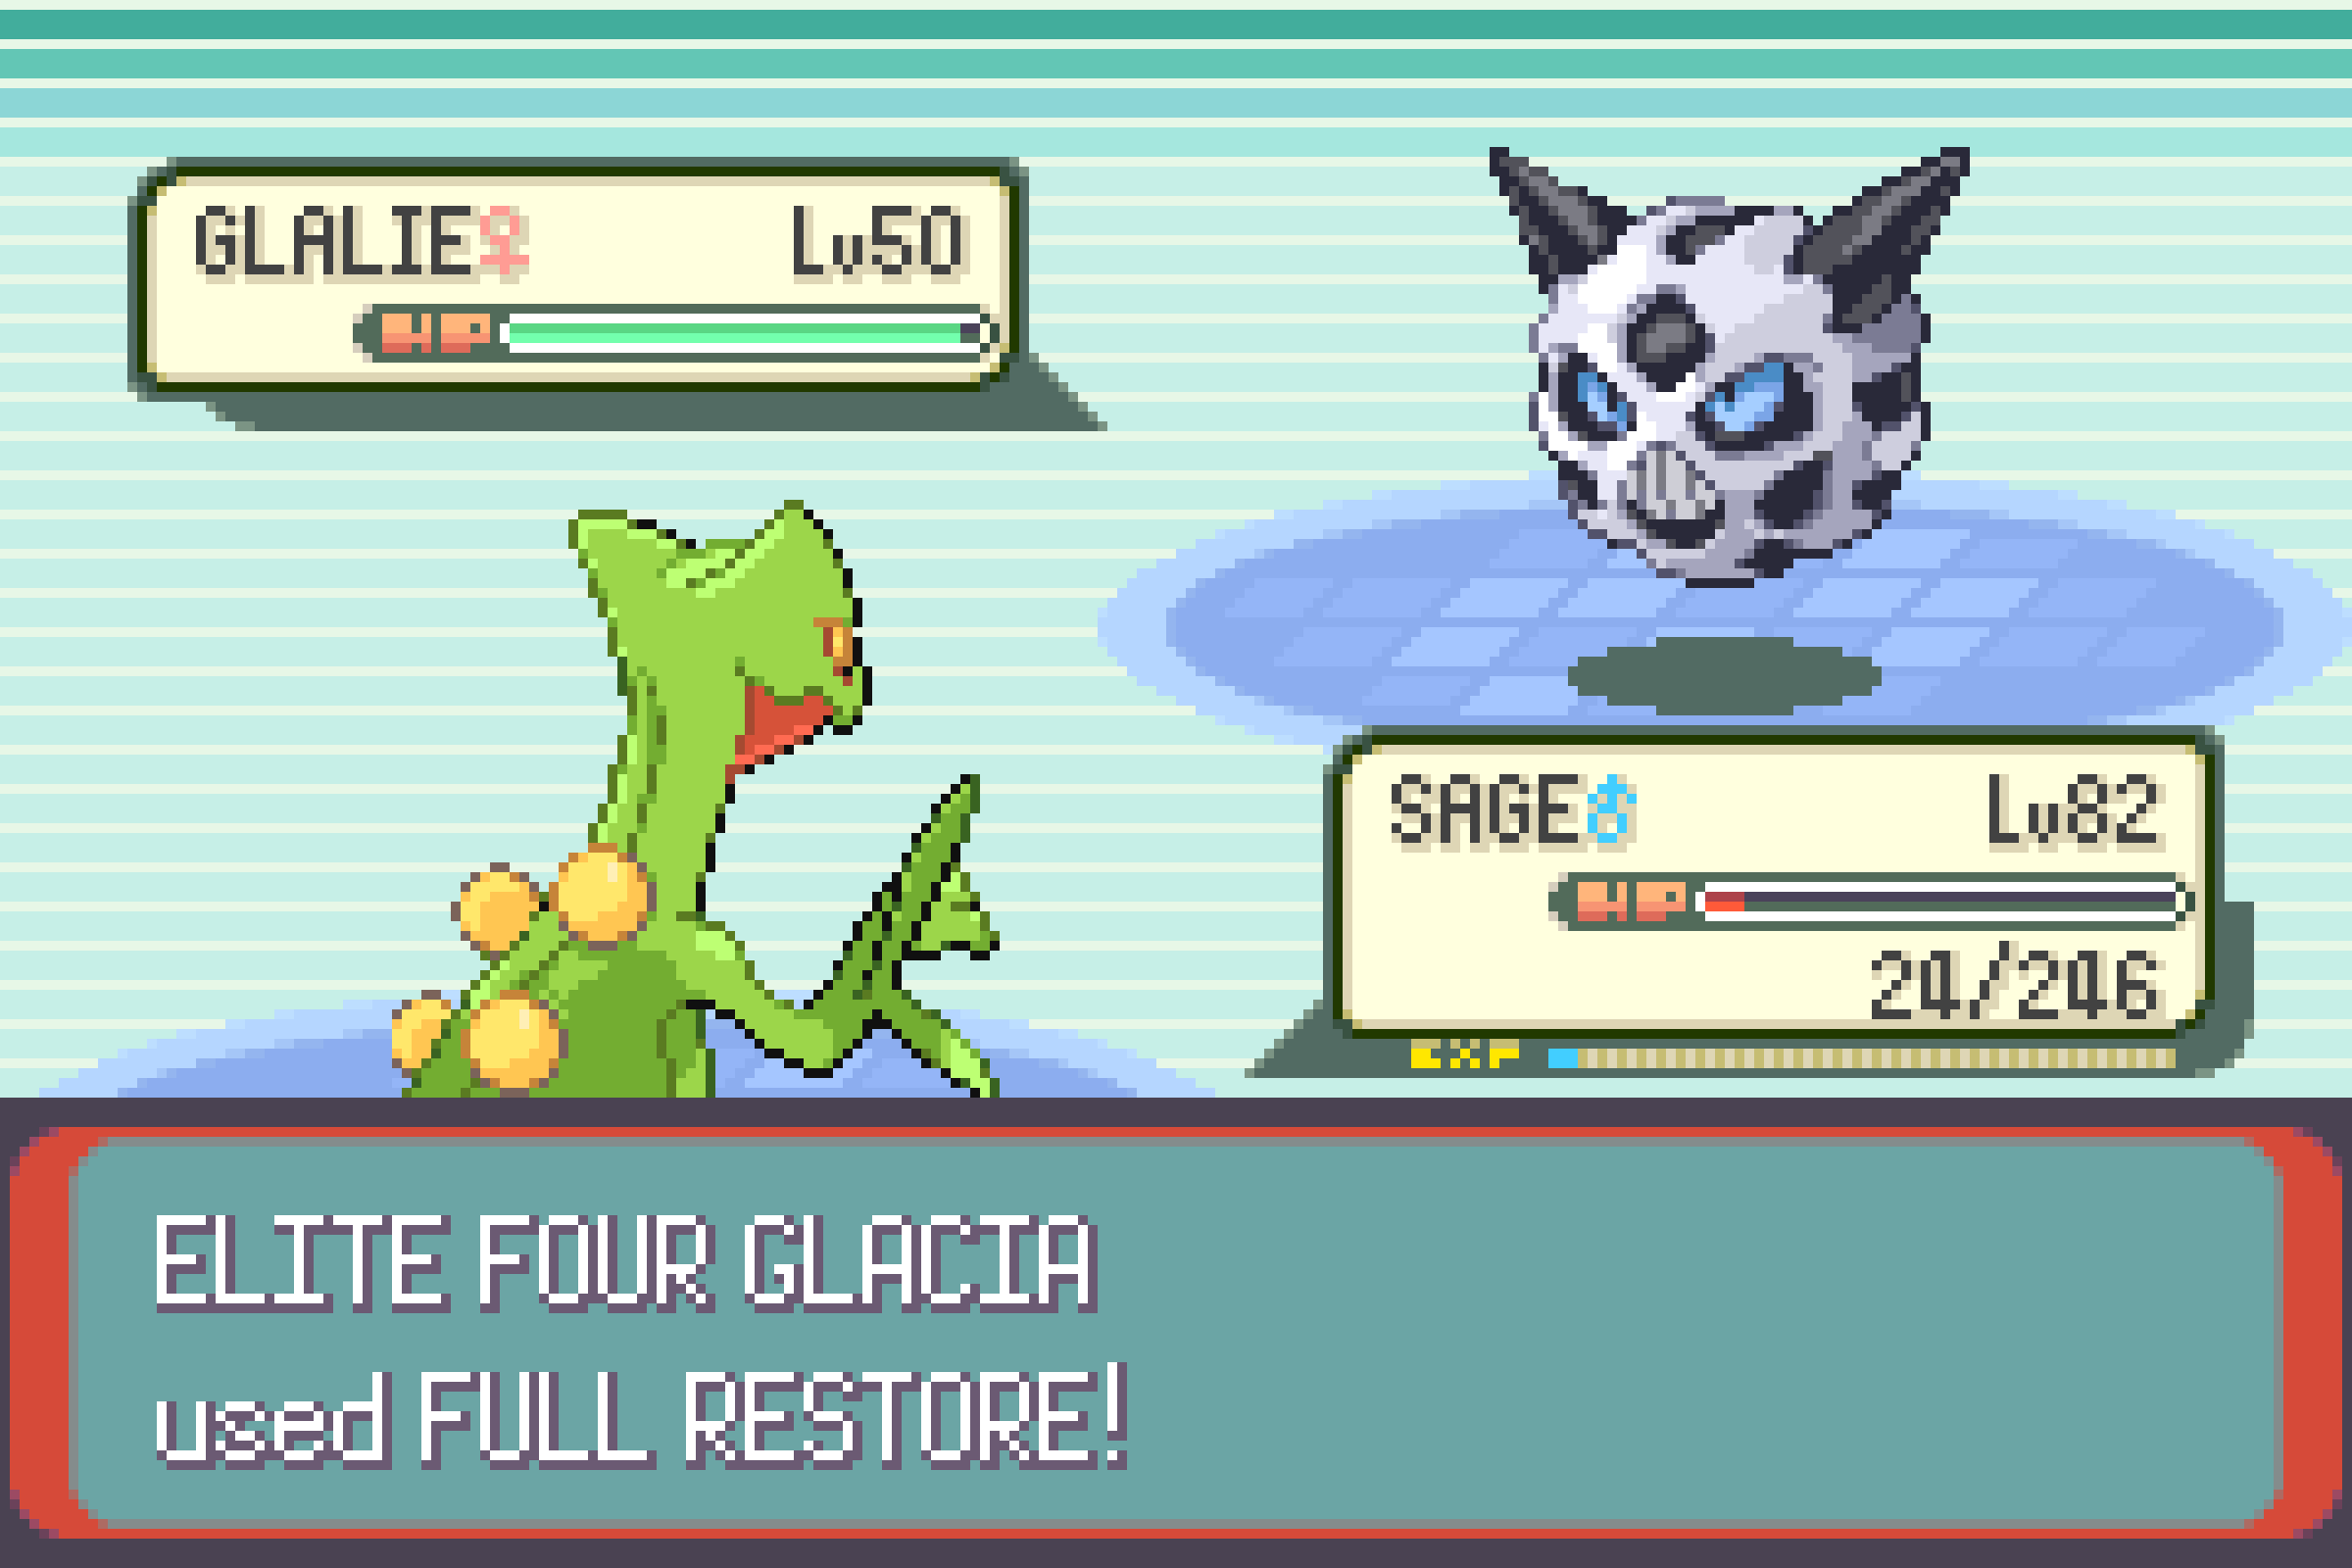 GLALIE♀ Lv50
HP
SAGE♂ Lv82
HP
24/246
EXP
ELITE FOUR GLACIA
used FULL RESTORE!